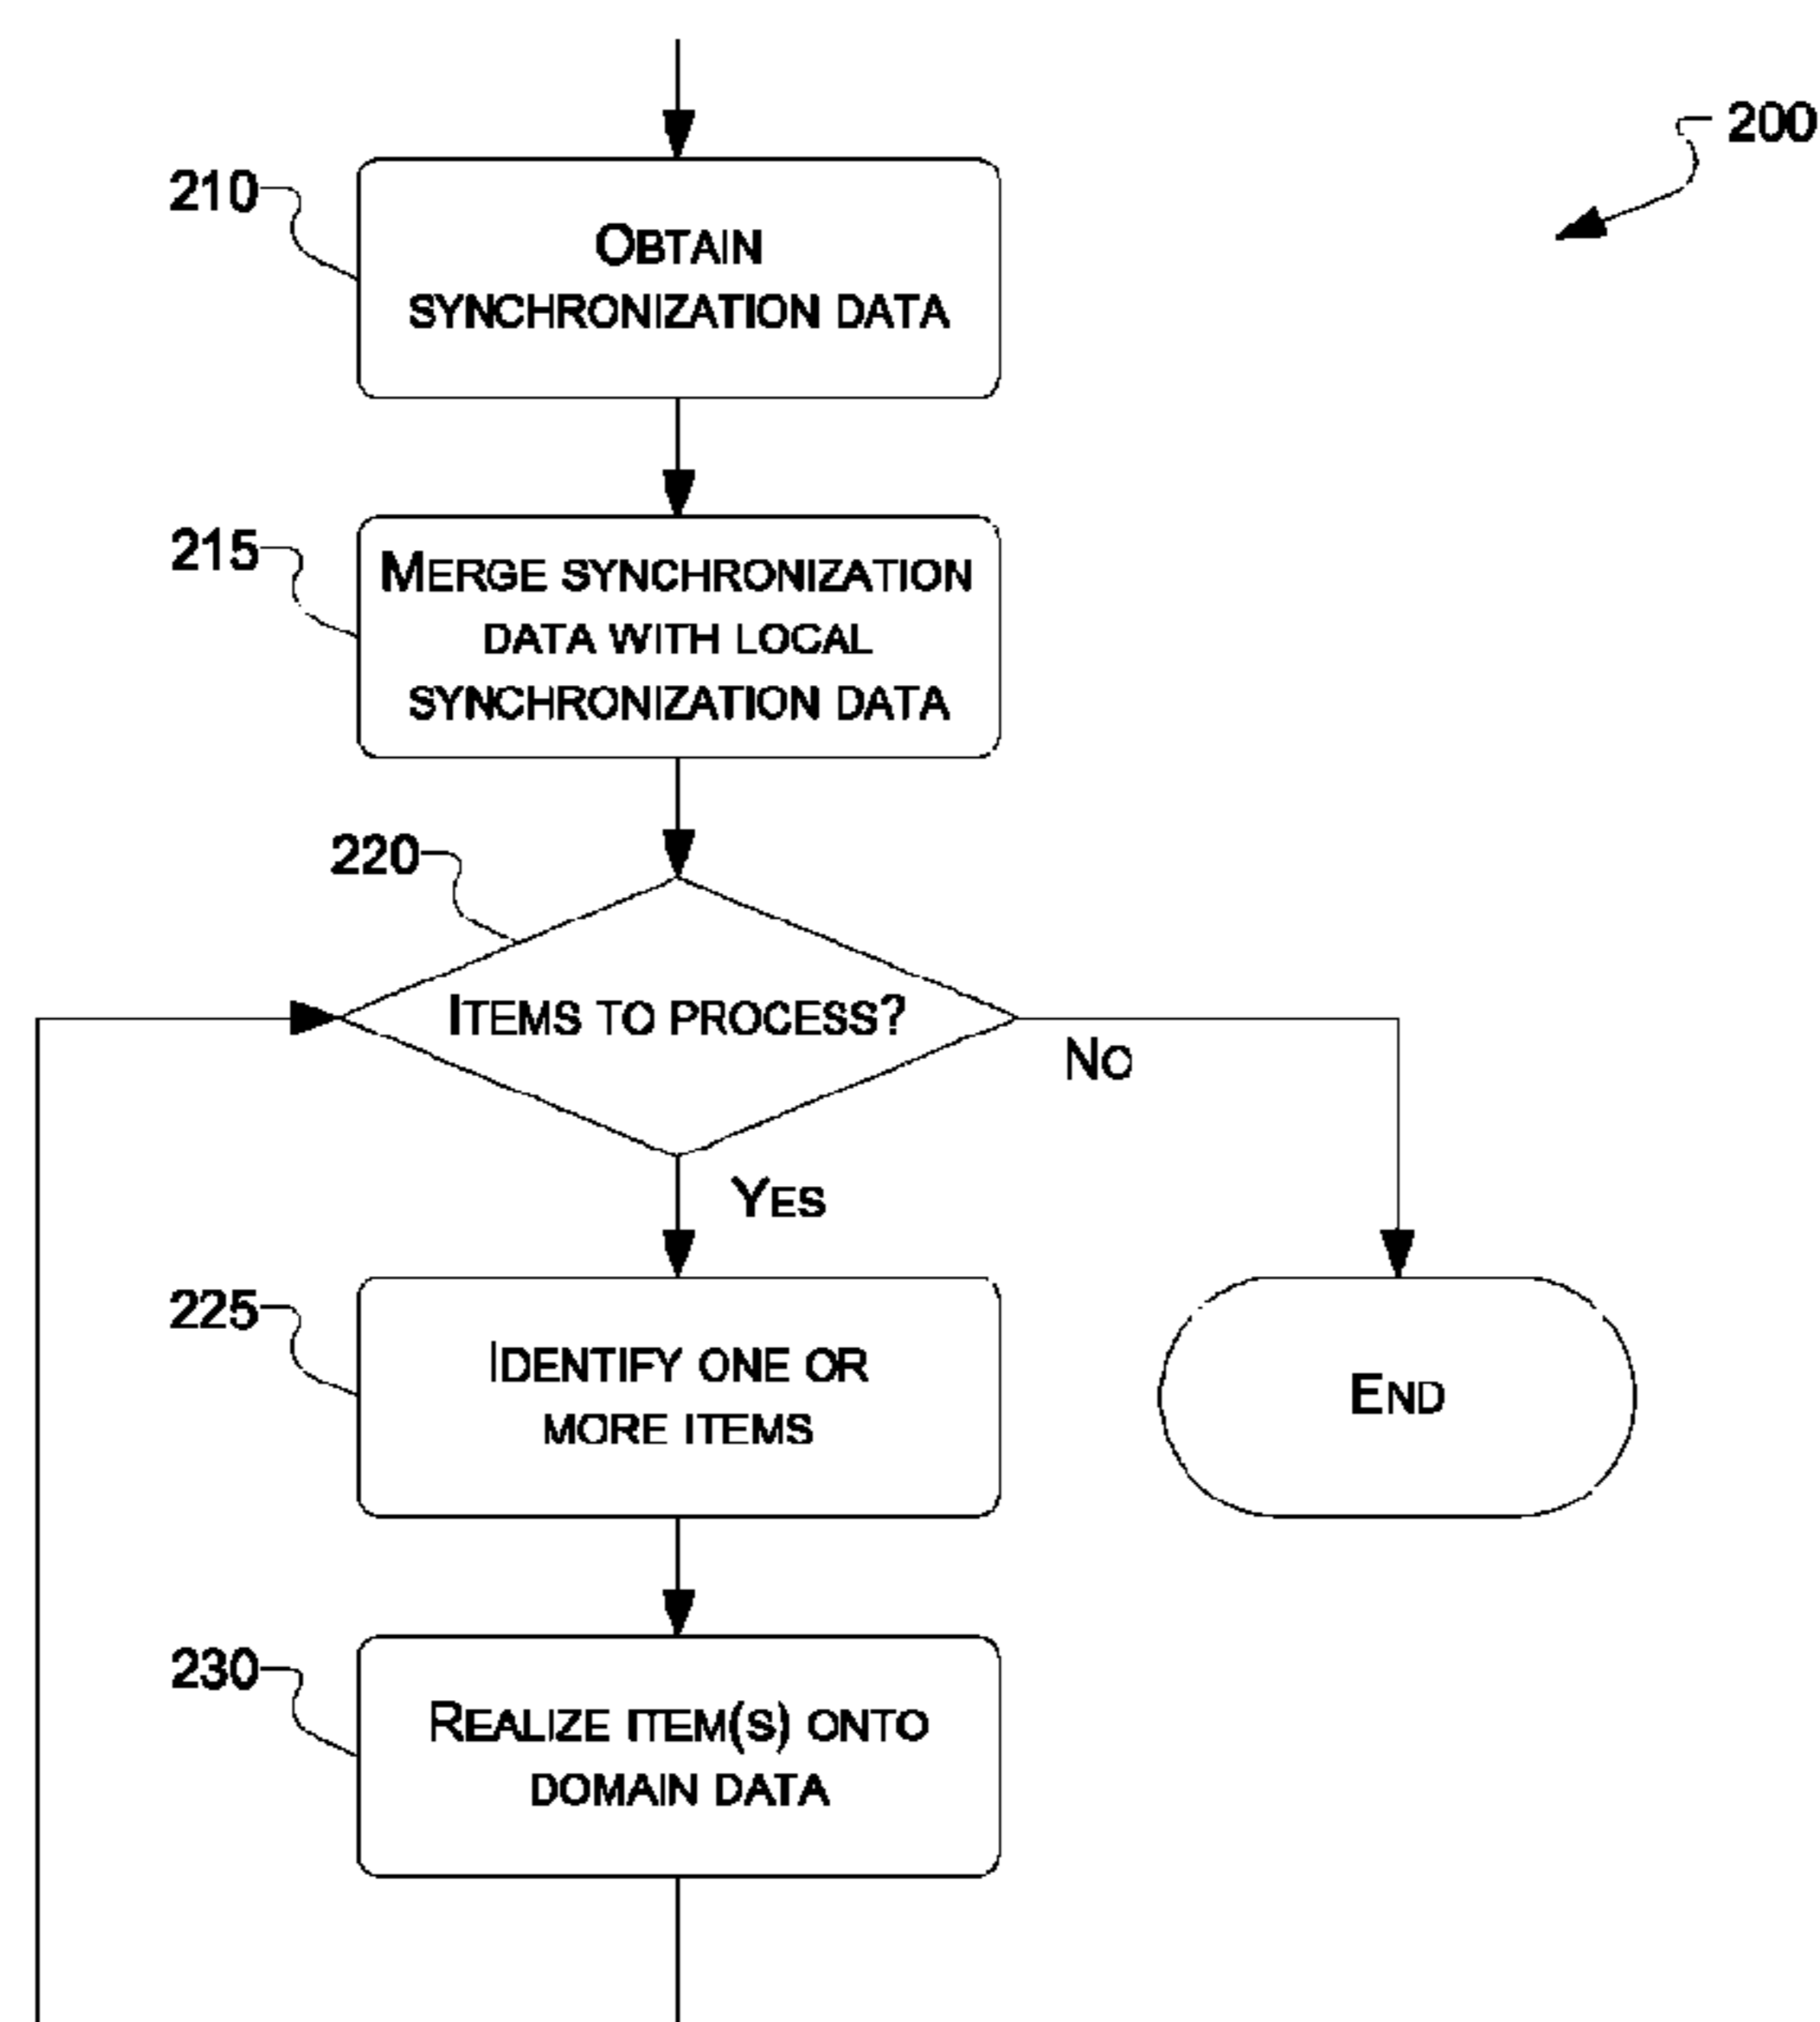 200
210
OBTAIN
SYNCHRONIZATION DATA
215
MERGE SYNCHRONIZATION
DATA WITH LOCAL
SYNCHRONIZATION DATA
220
ITEMS TO PROCESS?
NO
YES
225
IDENTIFY ONE OR
MORE ITEMS
END
230
REALIZE ITEM(S) ONTO
DOMAIN DATA